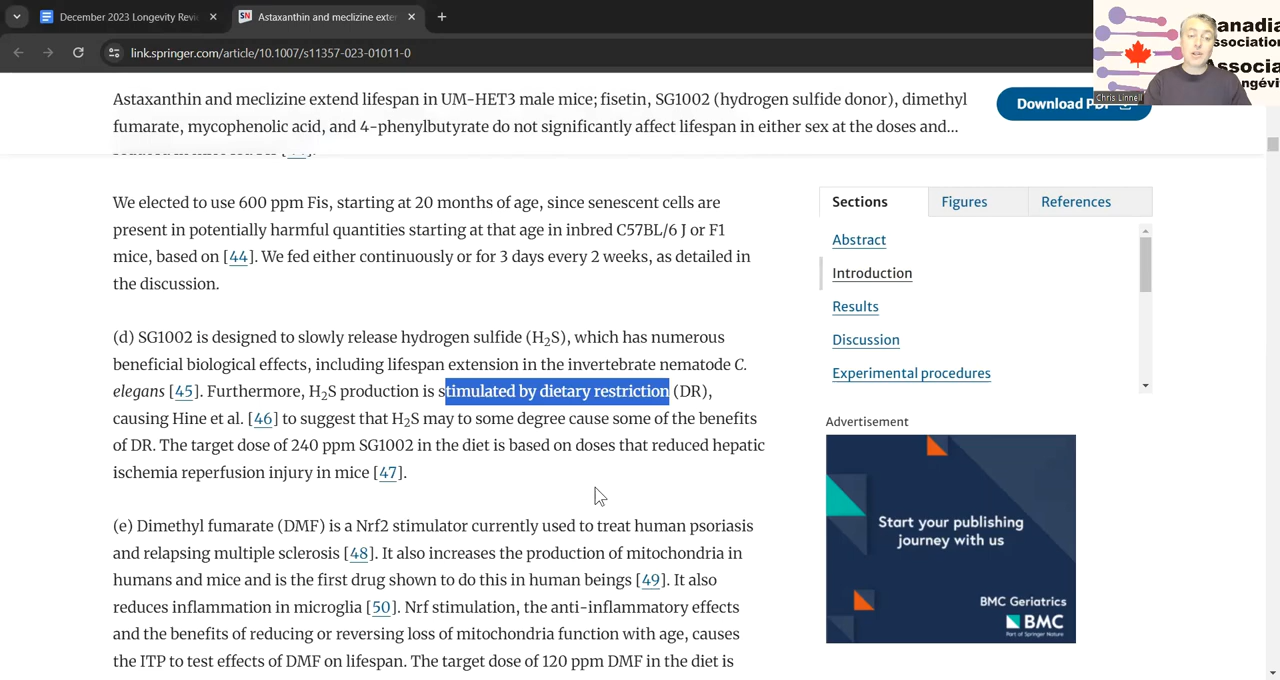 December 2023 Longevity Revi
Astaxanthin and meclizine exte
link.springer.com/article/10.1007/s11357-023-01011-0
Canadia
Association
Associa
ngévi
Chris Linnell
Astaxanthin and meclizine extend lifesp UM-HET3 male mice; fisetin, SG1002 (hydrogen sulfide donor), dimethyl
fumarate, mycophenolic acid, and 4-phenylbutyrate do not significantly affect lifespan in either sex at the doses and...
Download PDF
We elected to use 600 ppm Fis, starting at 20 months of age, since senescent cells are
present in potentially harmful quantities starting at that age in inbred C57BL/6 J or F1
mice, based on [44]. We fed either continuously or for 3 days every 2 weeks, as detailed in
the discussion.
(d) SG1002 is designed to slowly release hydrogen sulfide (H2S), which has numerous
beneficial biological effects, including lifespan extension in the invertebrate nematode C.
elegans [45]. Furthermore, H2S production is stimulated by dietary restriction (DR),
causing Hine et al. [46] to suggest that H2S may to some degree cause some of the benefits
of DR. The target dose of 240 ppm SG1002 in the diet is based on doses that reduced hepatic
ischemia reperfusion injury in mice [47].
(e) Dimethyl fumarate (DMF) is a Nrf2 stimulator currently used to treat human psoriasis
and relapsing multiple sclerosis [48]. It also increases the production of mitochondria in
humans and mice and is the first drug shown to do this in human beings [49]. It also
reduces inflammation in microglia [50]. Nrf stimulation, the anti-inflammatory effects
and the benefits of reducing or reversing loss of mitochondria function with age, causes
the ITP to test effects of DMF on lifespan. The target dose of 120 ppm DMF in the diet is
Sections
Figures
References
Abstract
Introduction
Results
Discussion
Experimental procedures
Advertisement
Start your publishing
journey with us
BMC Geriatrics
BMC
Part of Springer Nature